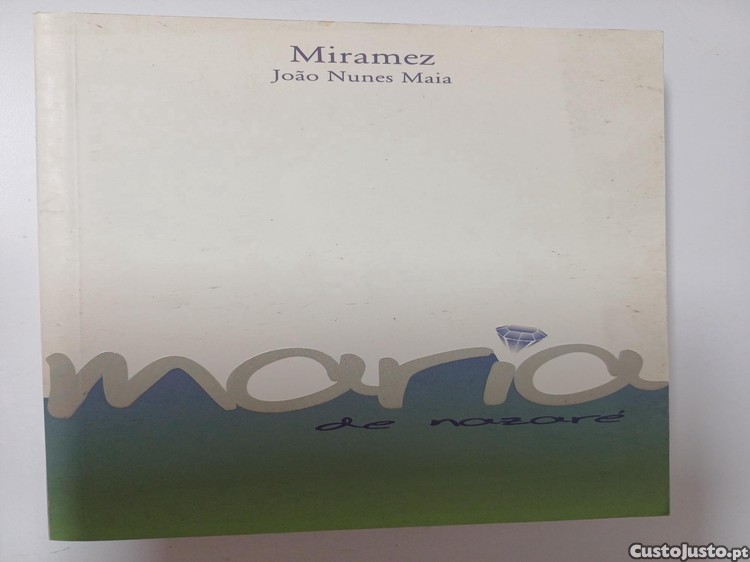 Miramez
João Nunes Maia
maria
de nazaré
CustoJusto.pt